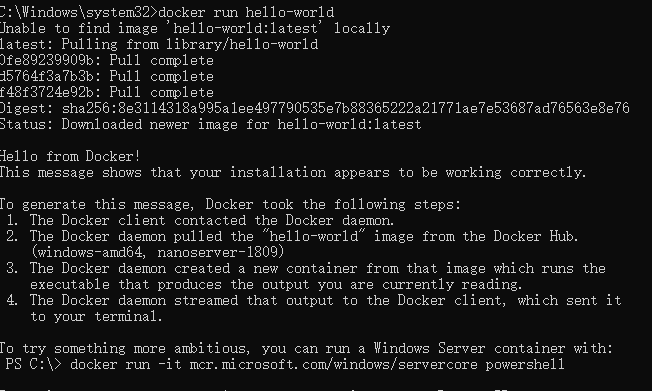 C:\Windows\system32>docker run hello-world
Unable to find image 'hello-world:latest' locally
latest: Pulling from library/hello-world
0fe89239909b: Pull complete
d5764f3a7b3b: Pull complete
f48f3724e92b: Pull complete
Digest: sha256:8e3114318a995a1ee497790535e7b88365222a21771ae7e53687ad76563e8e76
Status: Downloaded newer image for hello-world:latest
Hello from Docker!
This message shows that your installation appears to be working correctly.
To generate this message, Docker took the following steps:
1. The Docker client contacted the Docker daemon.
2. The Docker daemon pulled the "hello-world" image from the Docker Hub.
(windows-amd64, nanoserver-1809)
3. The Docker daemon created a new container from that image which runs the
executable that produces the output you are currently reading.
4. The Docker daemon streamed that output to the Docker client, which sent it
to your terminal.
To try something more ambitious, you can run a Windows Server container with:
PS C:\> docker run -it mcr.microsoft.com/windows/servercore powershell